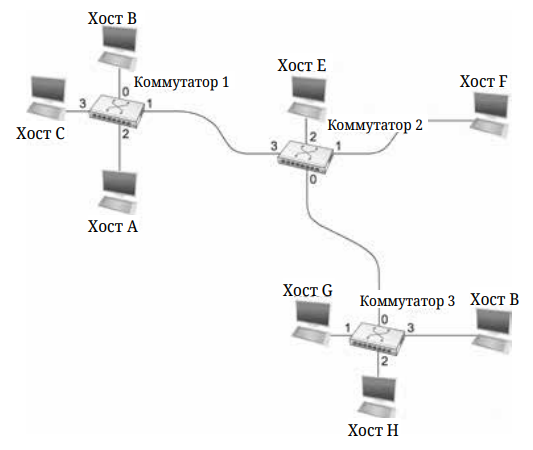 Хост B
Коммутатор 1
0
3
1
Хост C
2
Хост A
Хост E
Хост F
Коммутатор 2
2
3
1
0
Хост G
Коммутатор 3
Хост B
0
1
3
2
Хост H